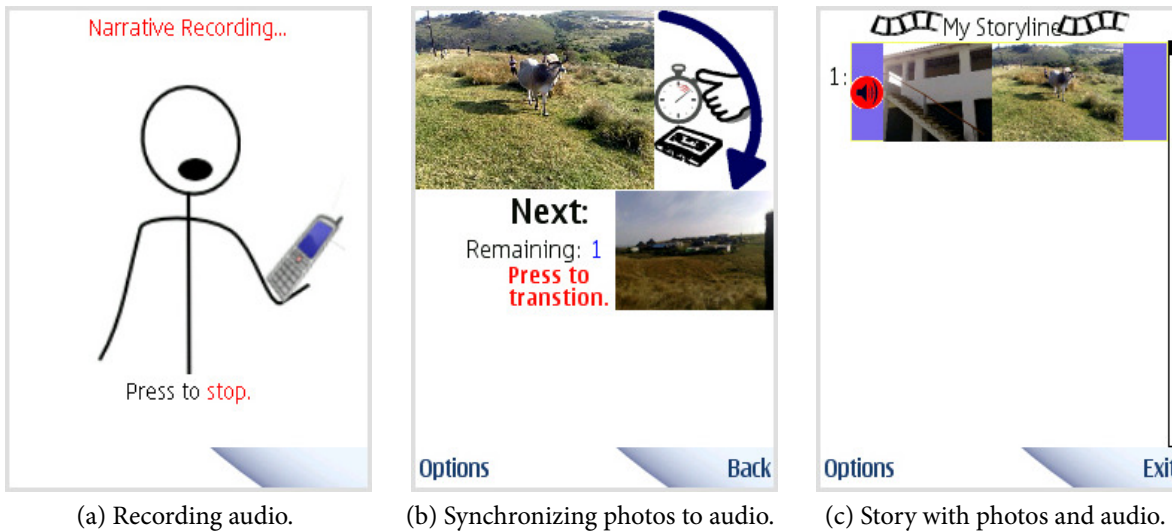 Narrative Recording...
Press to stop.
Next:
Remaining: 1
Press to
transtion.
Options
Back
My Storyline
1:
Options
Exit
(a) Recording audio.
(b) Synchronizing photos to audio.
(c) Story with photos and audio.